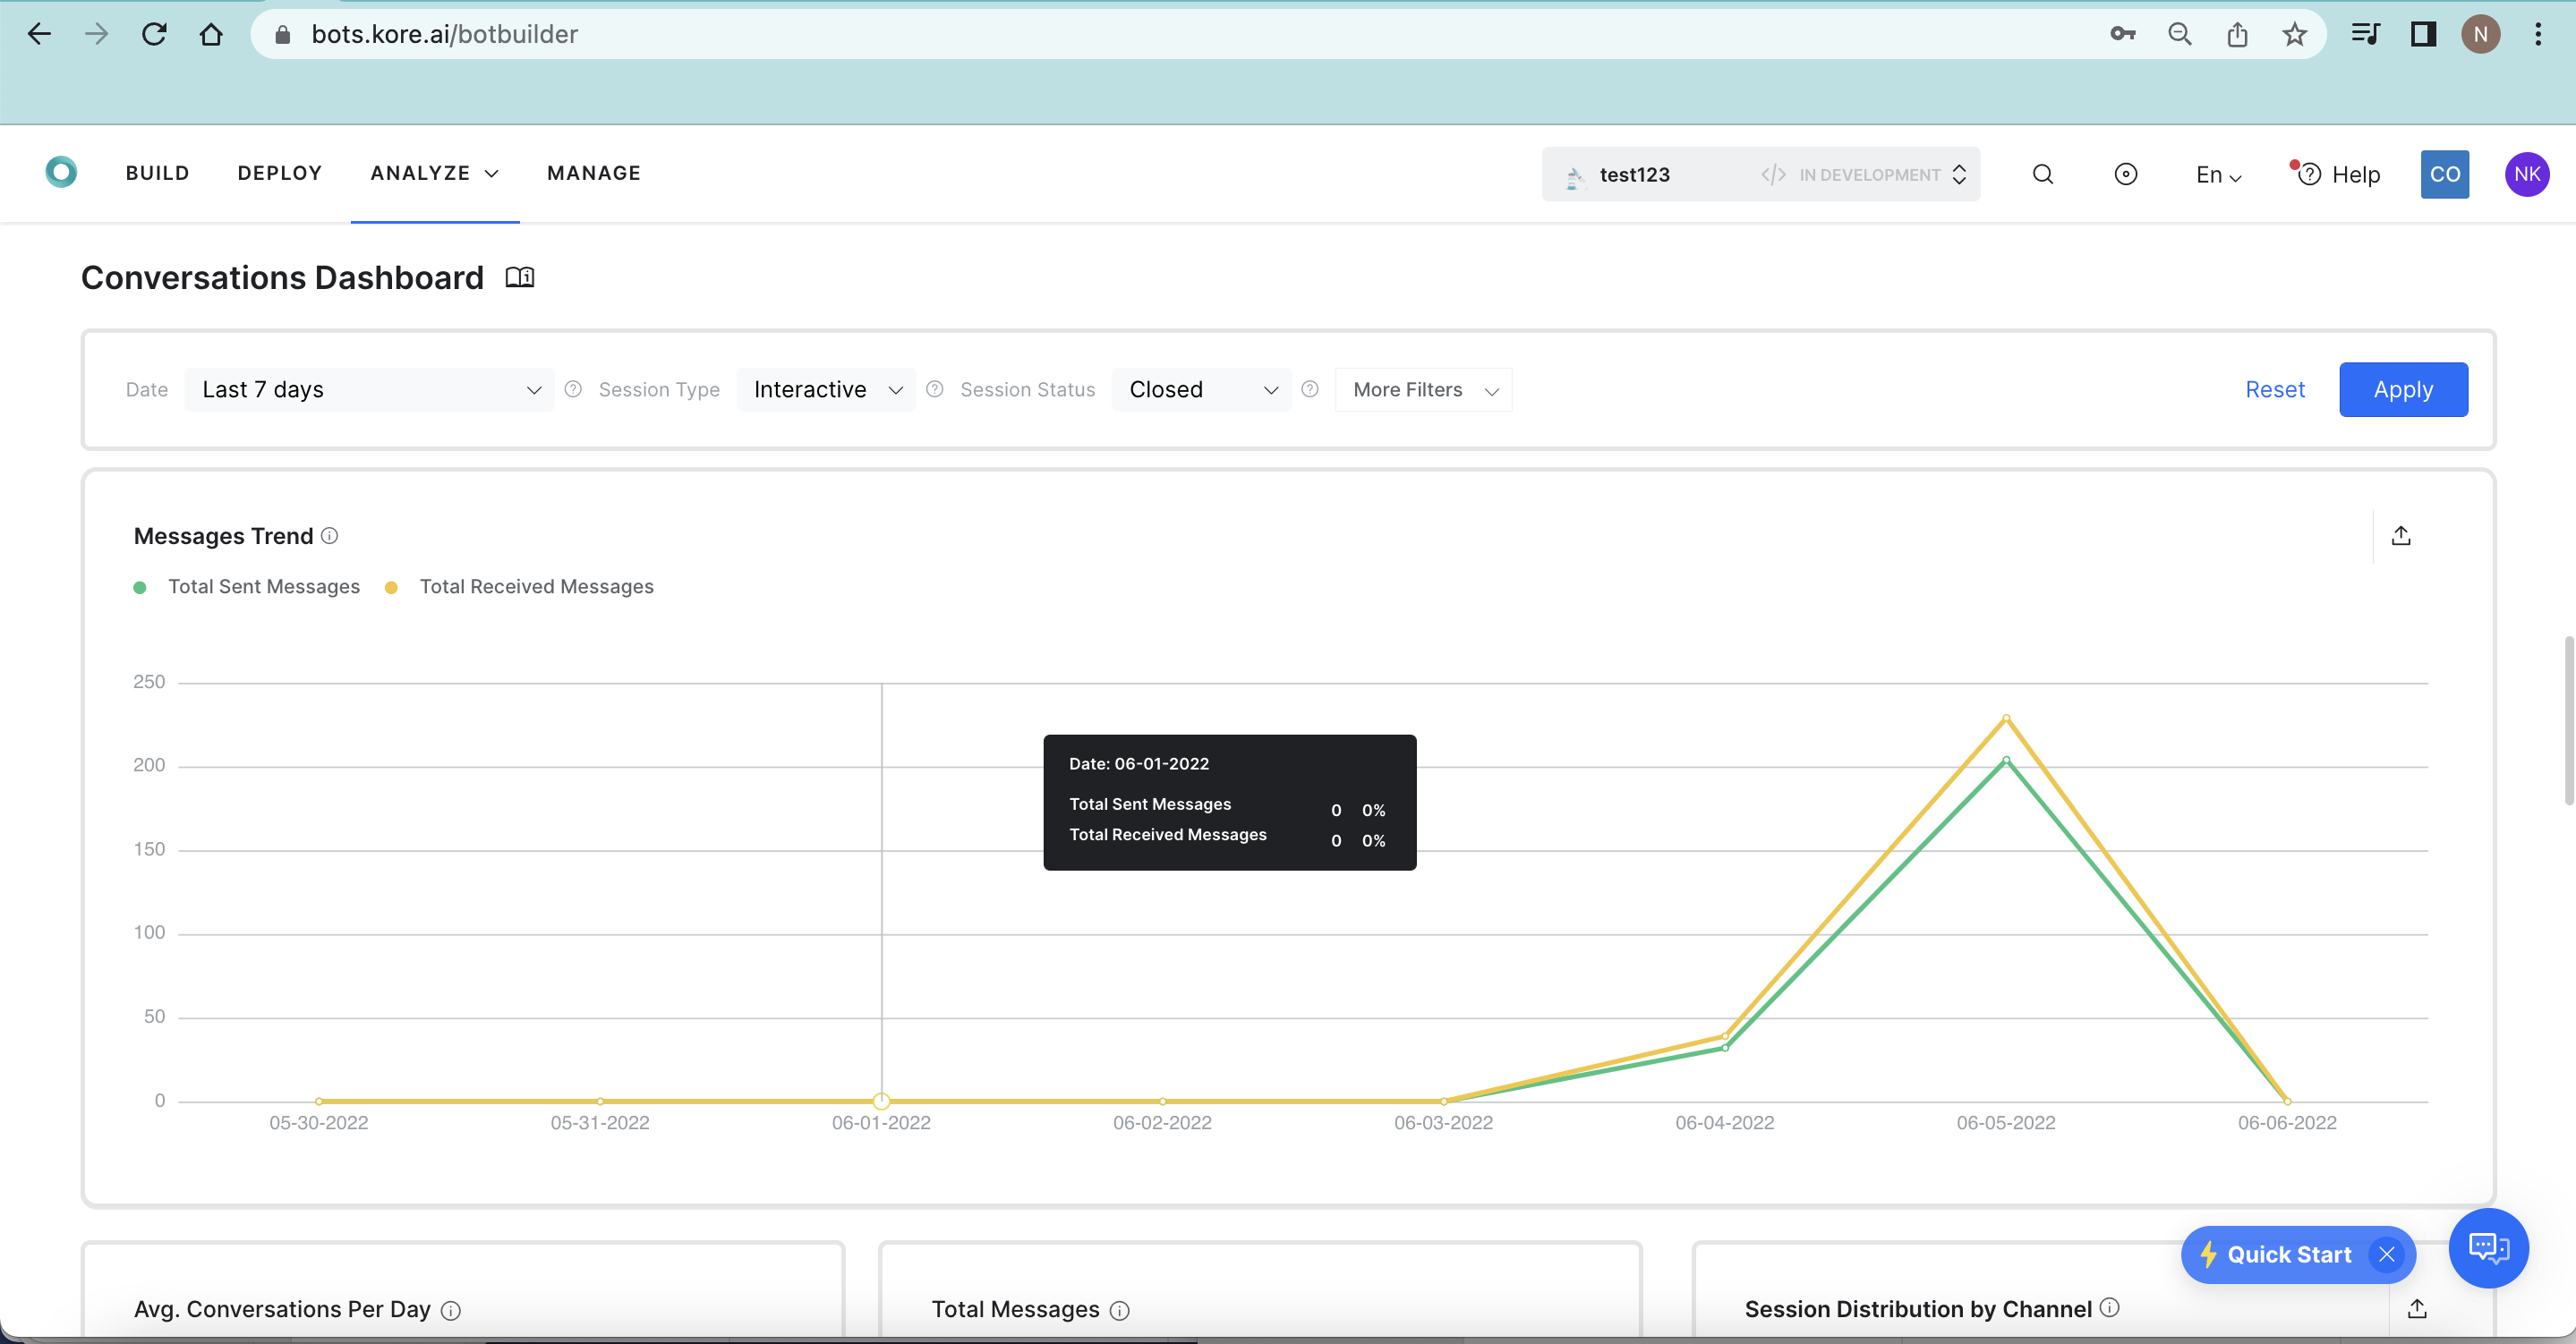 bots.kore.ai/botbuilder
N
BUILD DEPLOY ANALYZE MANAGE
test123 </> IN DEVELOPMENT
En
Help
CO
NK
Conversations Dashboard
Date Last 7 days Session Type Interactive Session Status Closed More Filters Reset Apply
Messages Trend
Total Sent Messages Total Received Messages
250
200
150
100
50
0
Date: 06-01-2022
Total Sent Messages 0 0%
Total Received Messages 0 0%
05-30-2022 05-31-2022 06-01-2022 06-02-2022 06-03-2022 06-04-2022 06-05-2022 06-06-2022
Quick Start
Avg. Conversations Per Day Total Messages Session Distribution by Channel